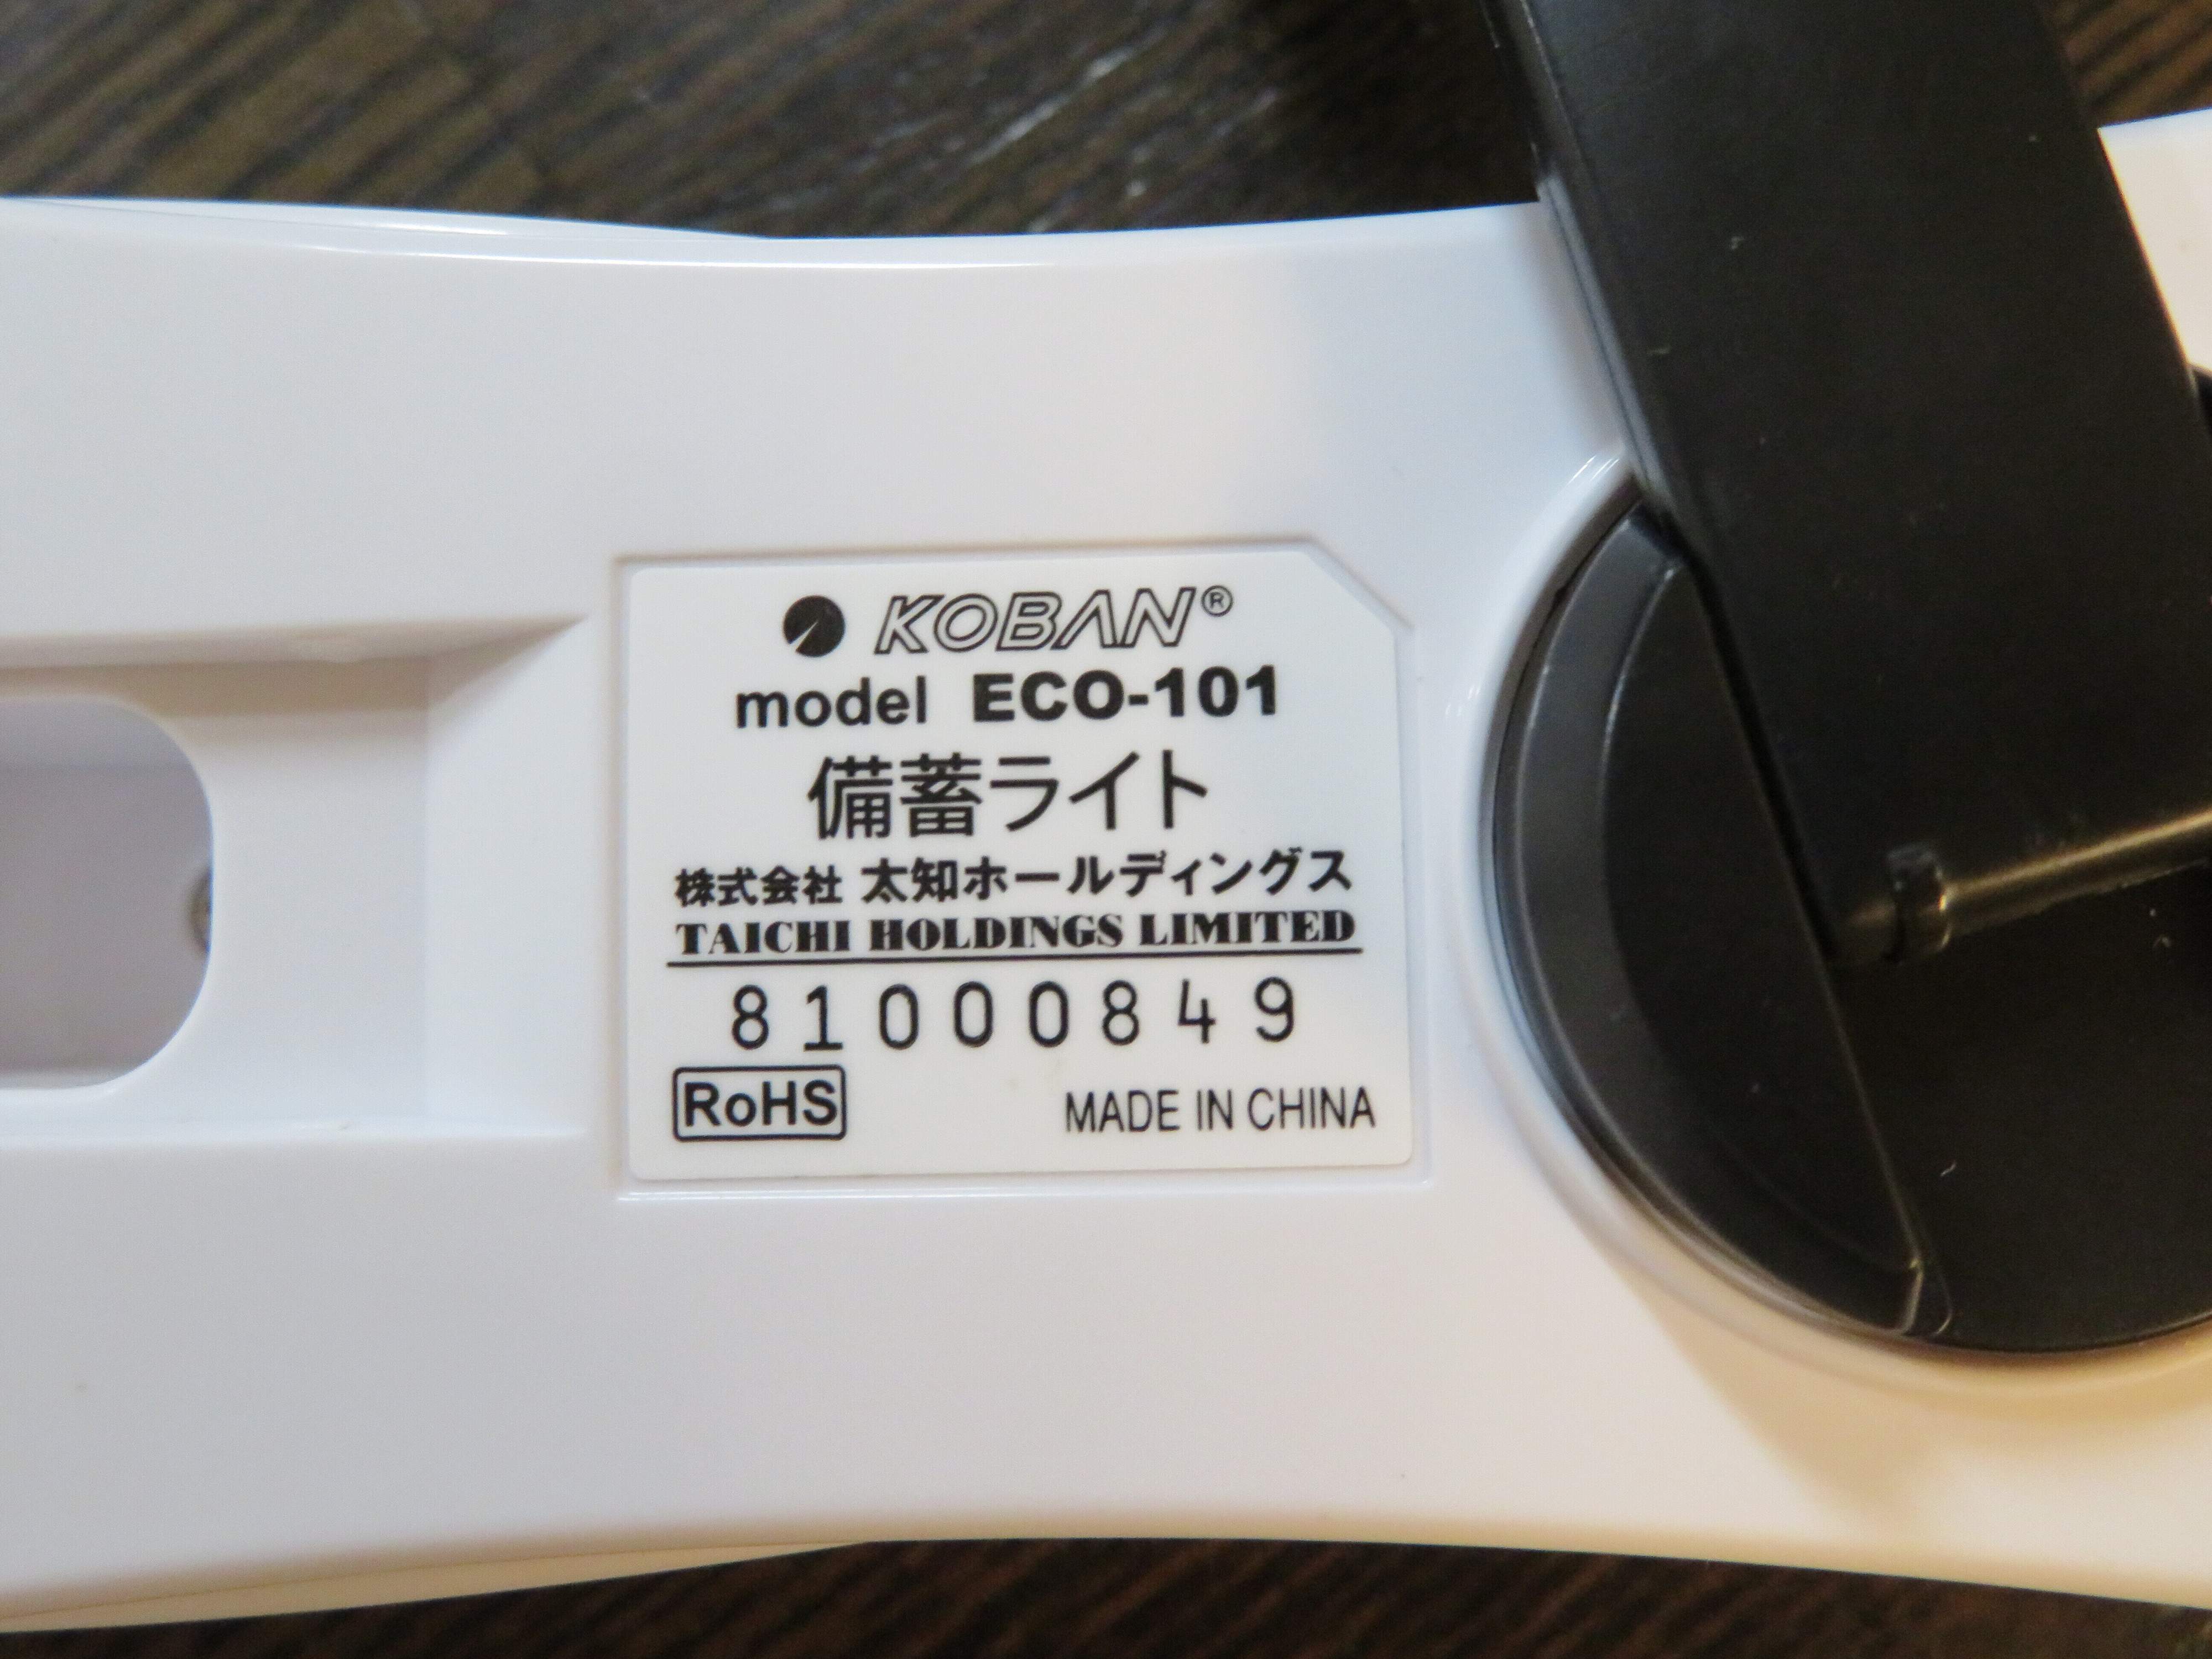 KOBAN®
model ECO-101
備蓄ライト
株式会社 太知ホールディングス
TAICHI HOLDINGS LIMITED
81000849
RoHS MADE IN CHINA